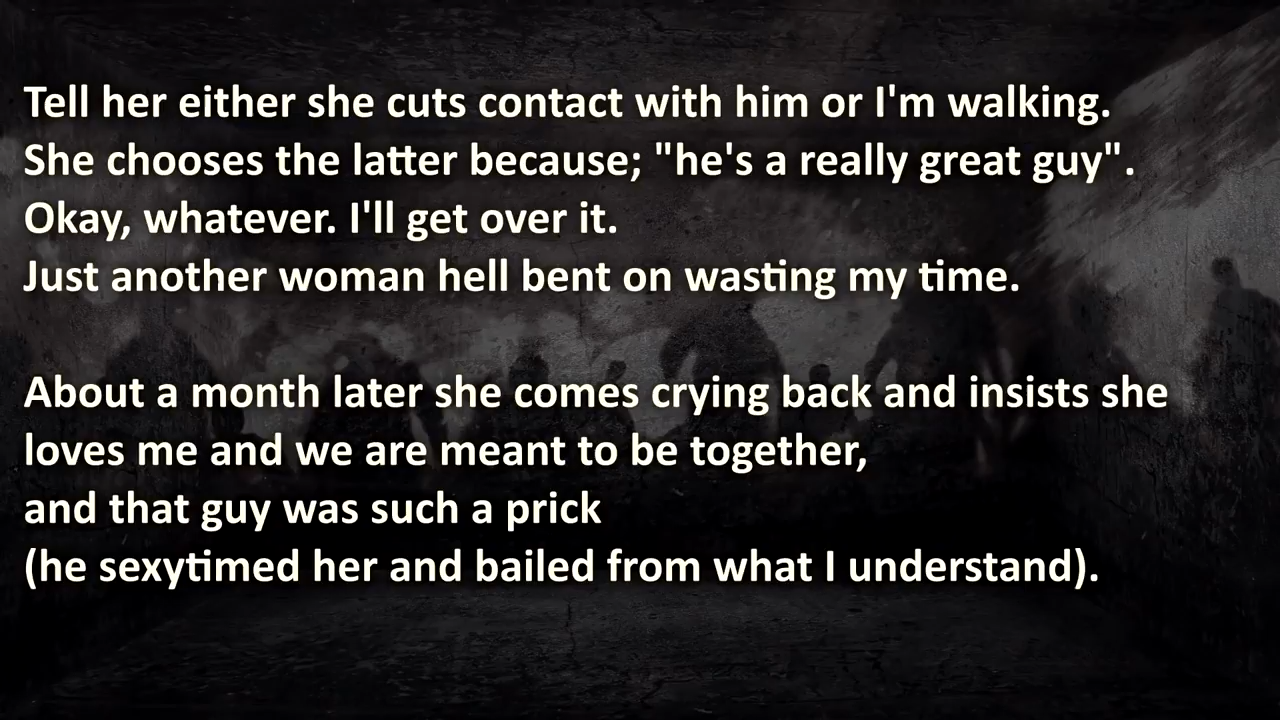 Tell her either she cuts contact with him or I'm walking.
She chooses the latter because; "he's a really great guy".
Okay, whatever. I'll get over it.
Just another woman hell bent on wasting my time.
About a month later she comes crying back and insists she
loves me and we are meant to be together,
and that guy was such a prick
(he sexytimed her and bailed from what I understand).